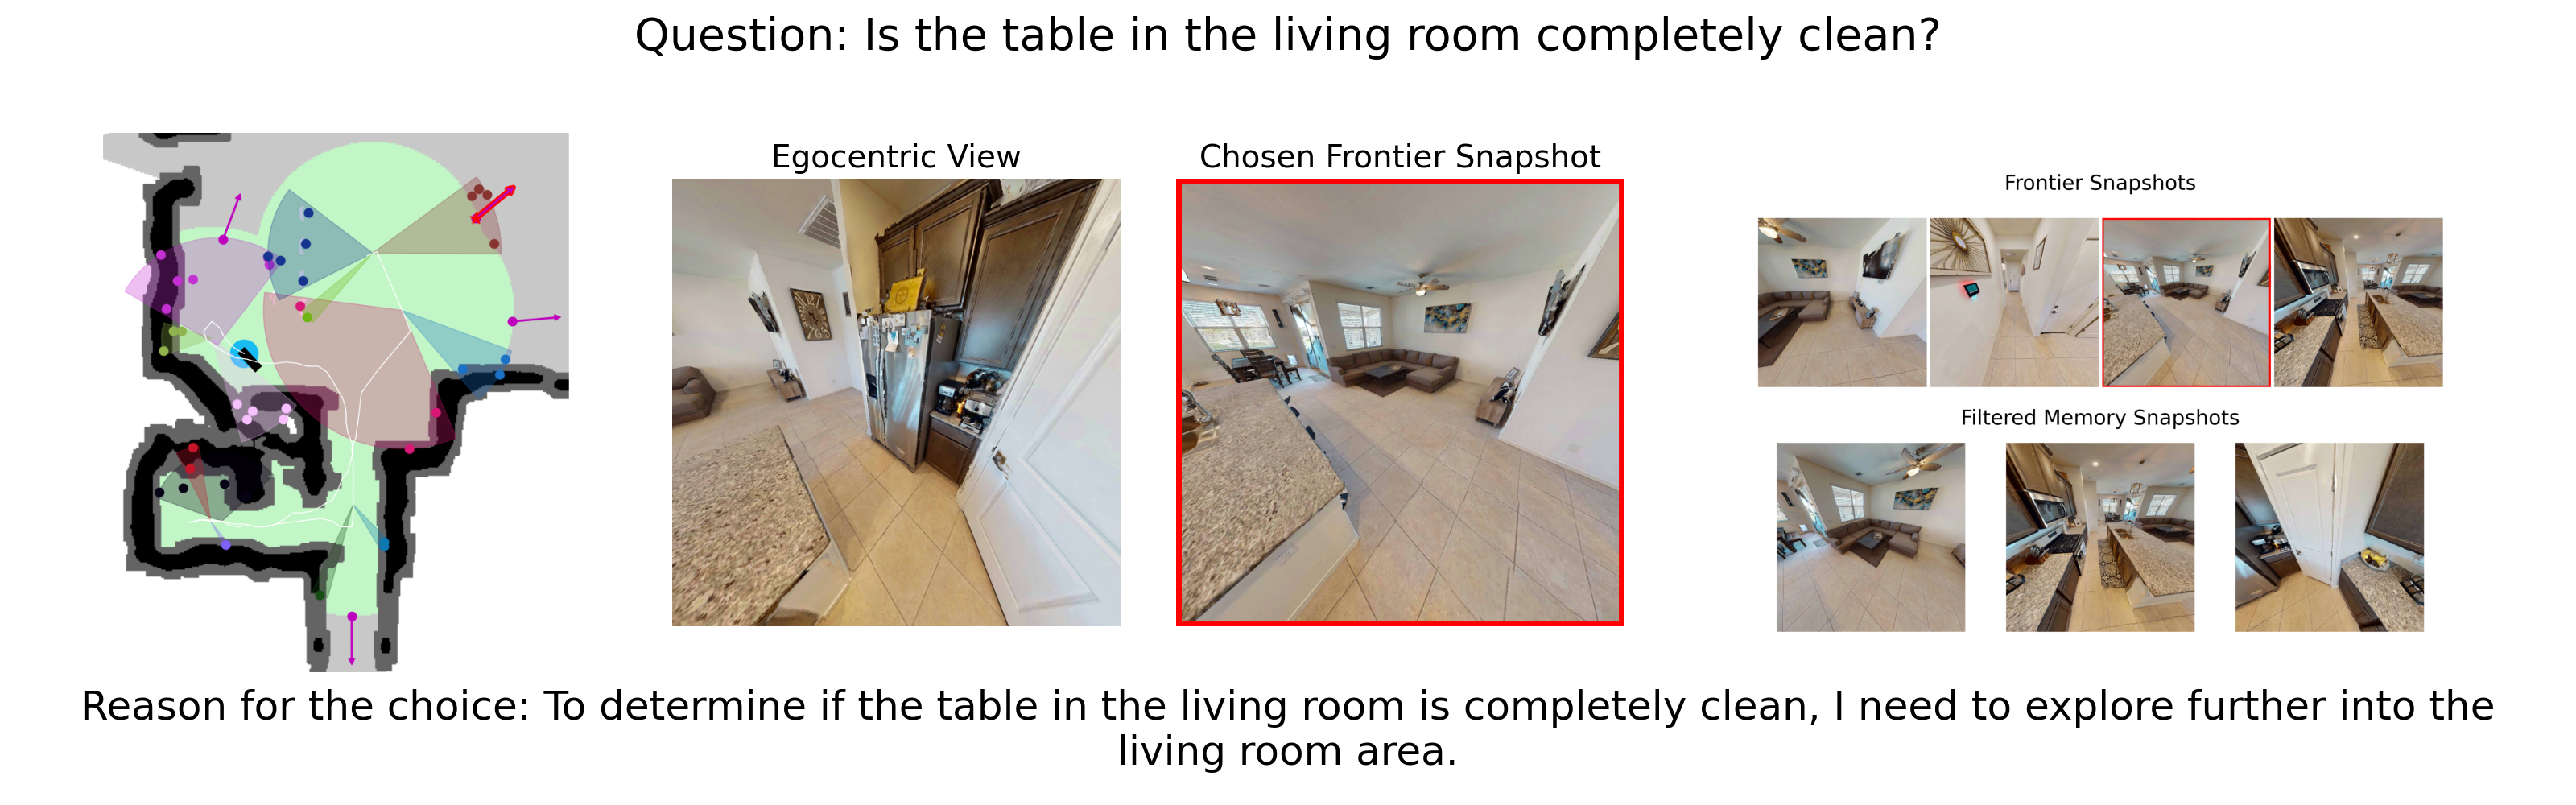 Question: Is the table in the living room completely clean?
Egocentric View
Chosen Frontier Snapshot
Frontier Snapshots
Filtered Memory Snapshots
Reason for the choice: To determine if the table in the living room is completely clean, I need to explore further into the
living room area.